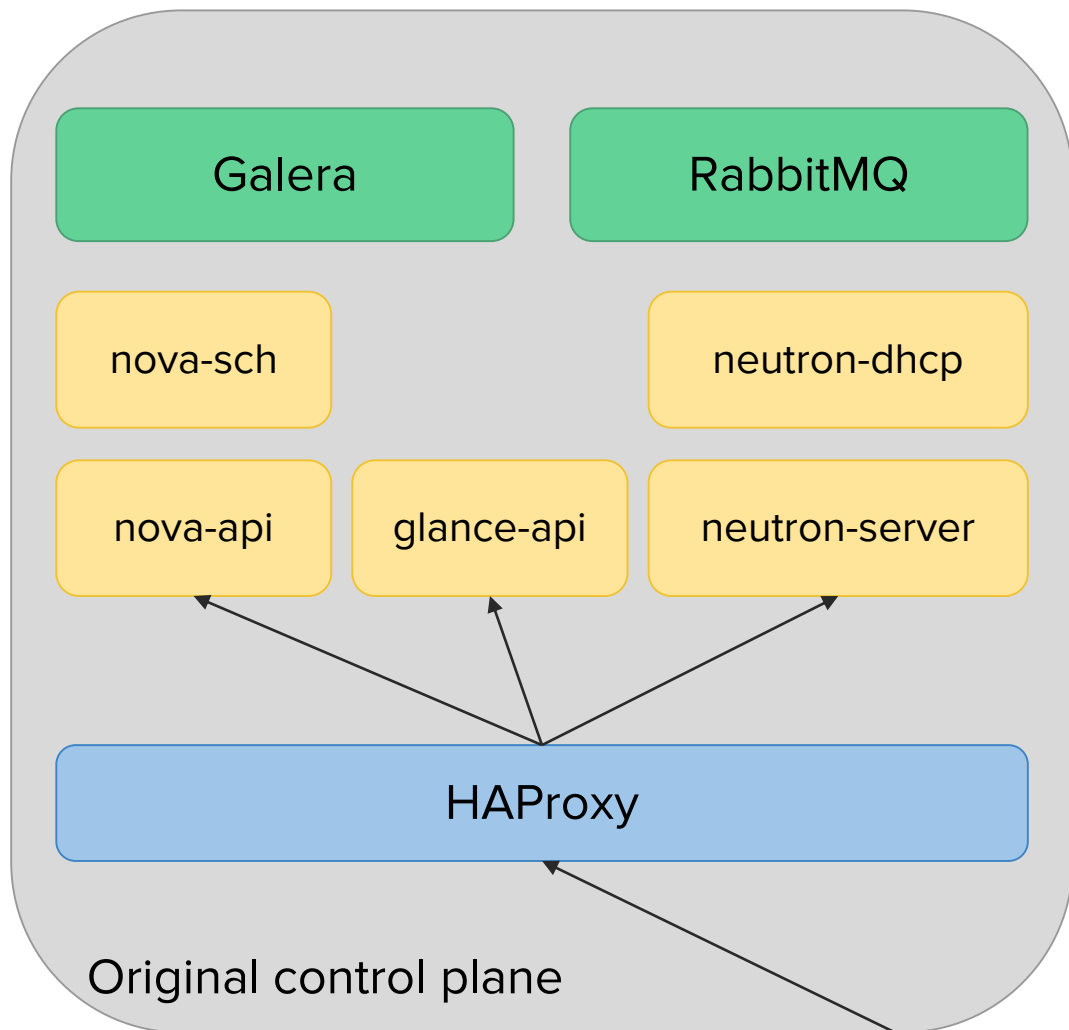 Galera
RabbitMQ
nova-sch
neutron-dhcp
nova-api
glance-api
neutron-server
HAProxy
Original control plane